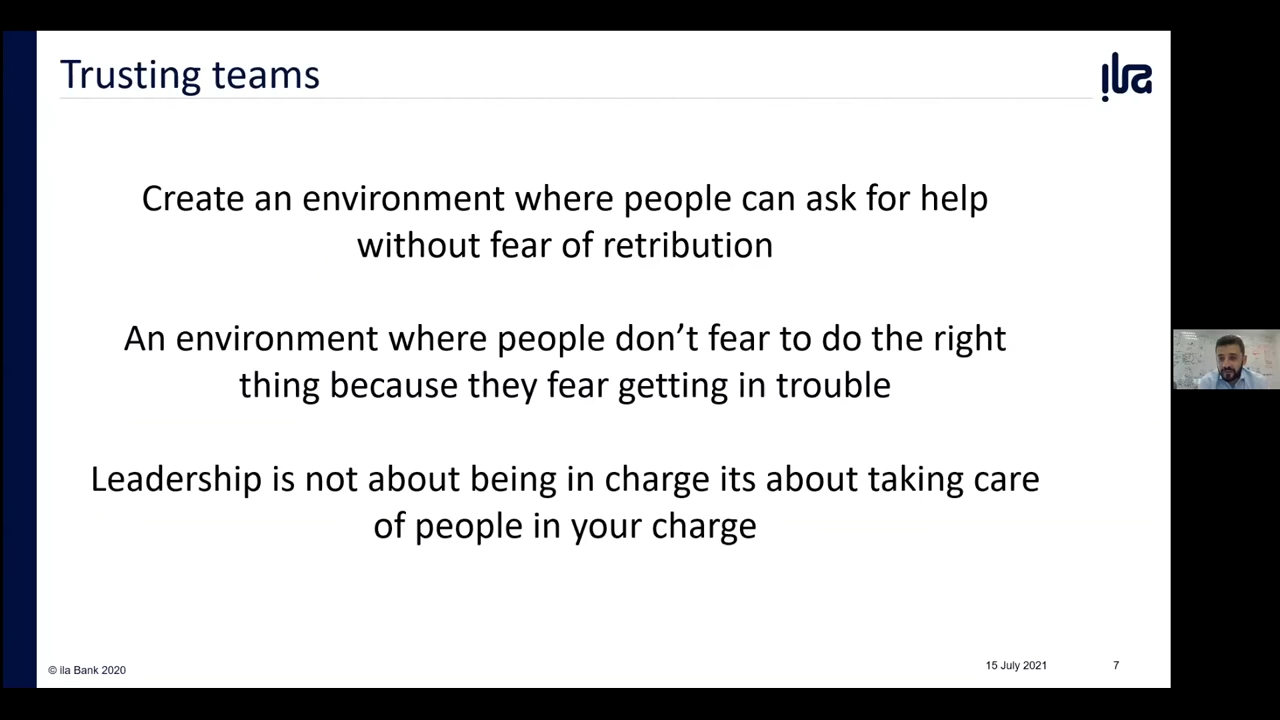 Trusting teams
ila
Create an environment where people can ask for help
without fear of retribution
An environment where people don’t fear to do the right
thing because they fear getting in trouble
Leadership is not about being in charge its about taking care
of people in your charge
© ila Bank 2020
15 July 2021
7